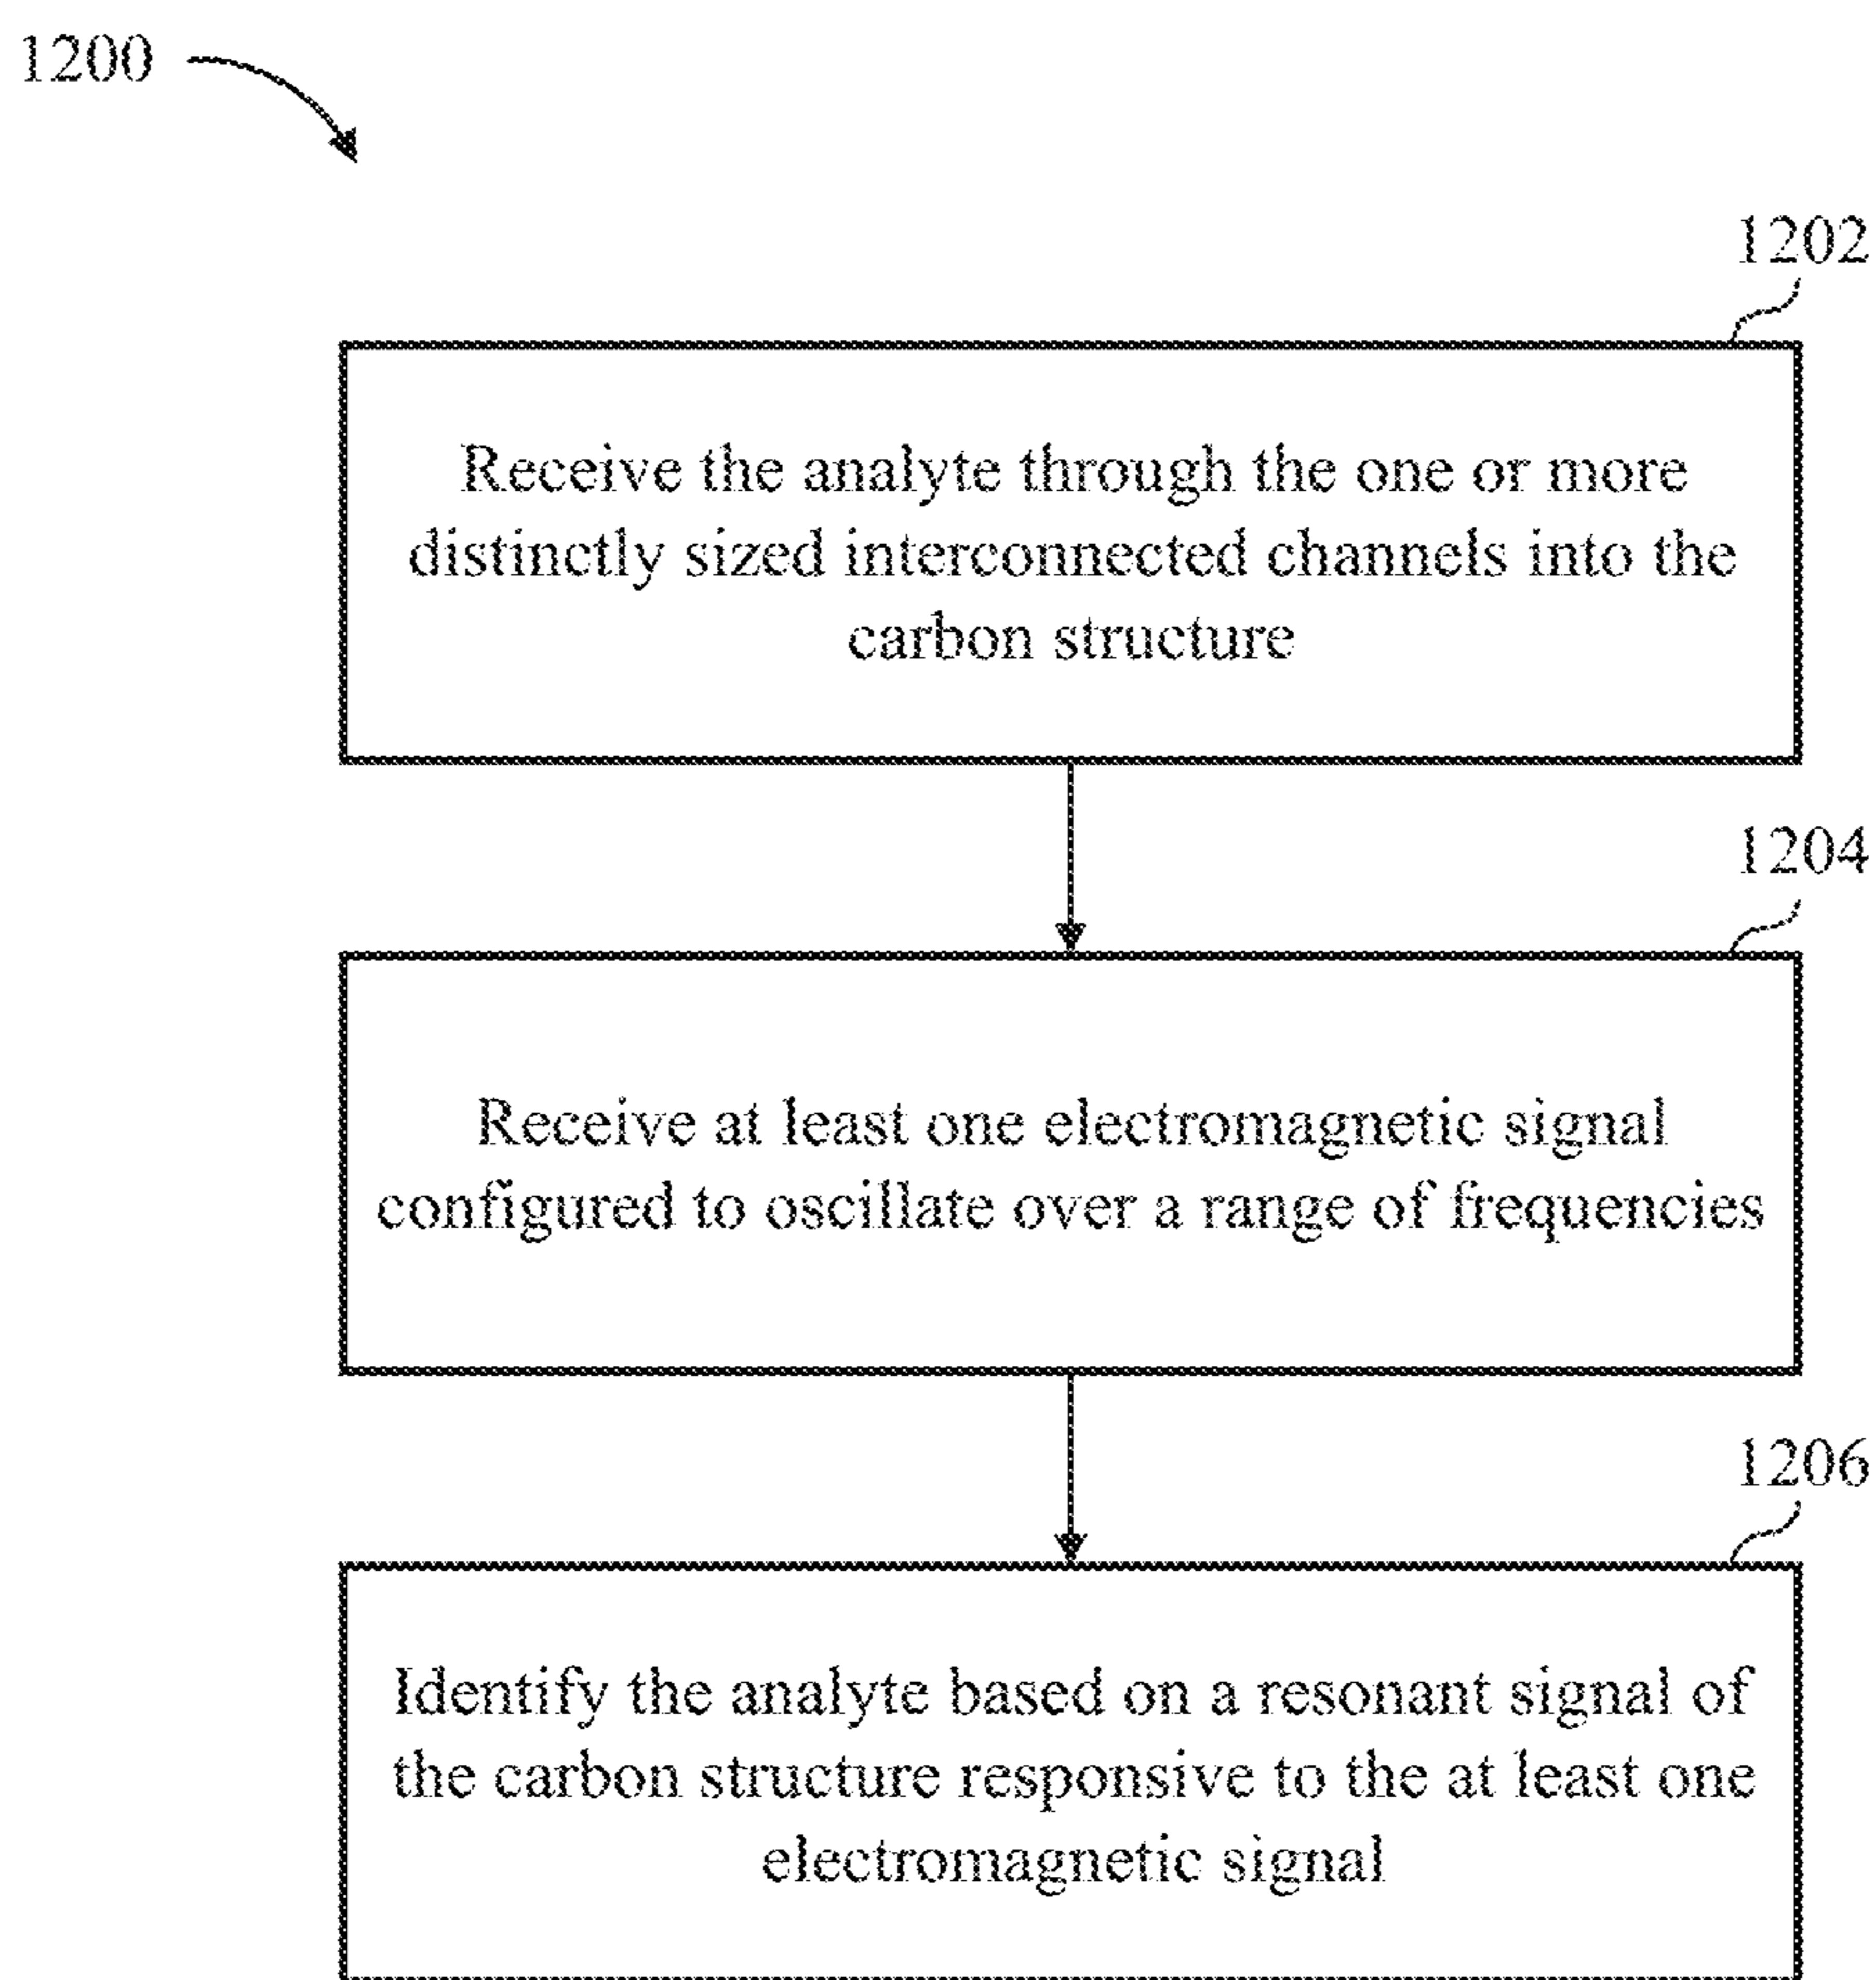 1200
1202
Receive the analyte through the one or more
distinctly sized interconnected channels into the
carbon structure
1204
Receive at least one electromagnetic signal
configured to oscillate over a range of frequencies
1206
Identify the analyte based on a resonant signal of
the carbon structure responsive to the at least one
electromagnetic signal